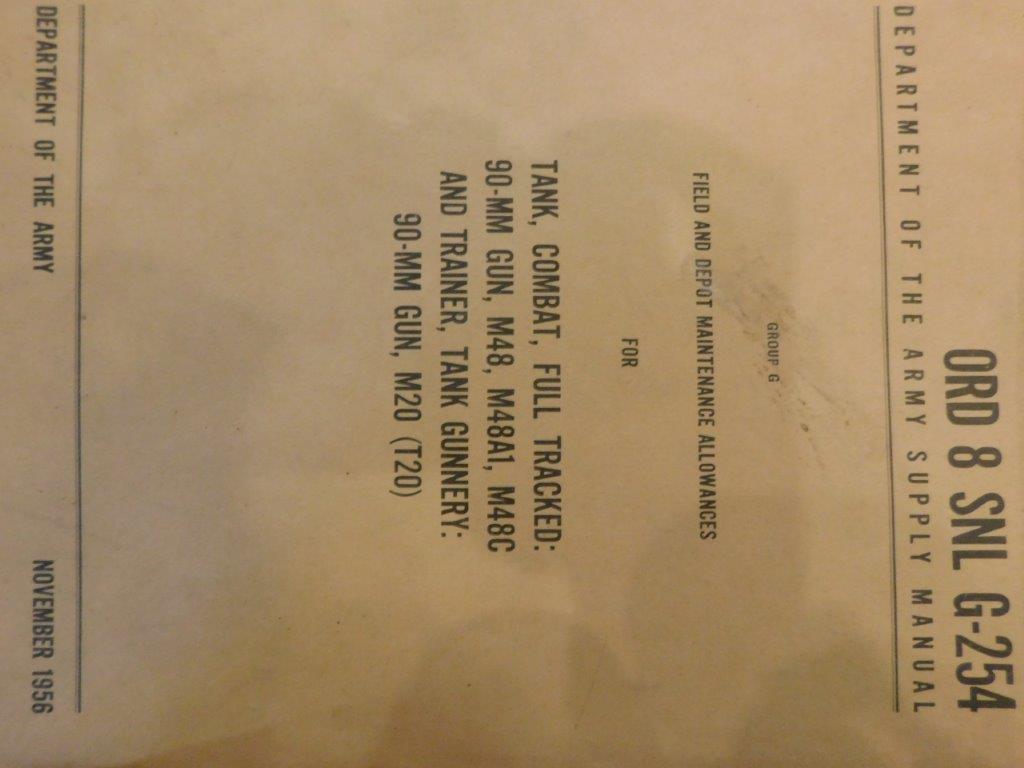 ORD 8 SNL G-254
DEPARTMENT OF THE ARMY SUPPLY MANUAL
GROUP G
FIELD AND DEPOT MAINTENANCE ALLOWANCES
FOR
TANK, COMBAT, FULL TRACKED:
90-MM GUN, M48, M48A1, M48C
AND TRAINER, TANK GUNNERY:
90-MM GUN, M20 (T20)
DEPARTMENT OF THE ARMY NOVEMBER 1956